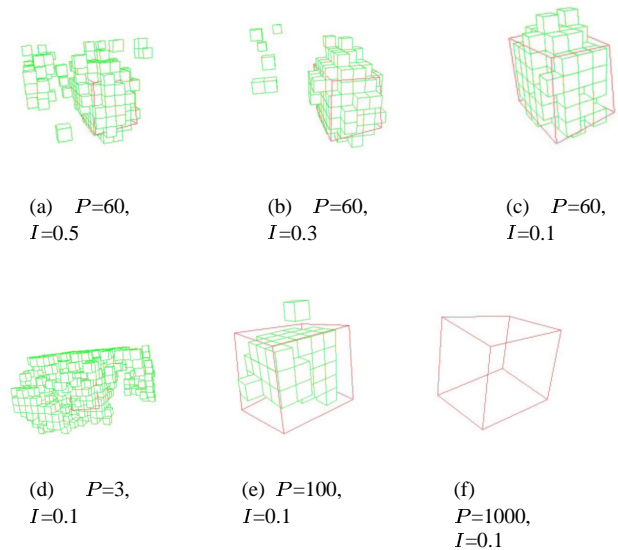 (a) P=60,
I=0.5
(b) P=60,
I=0.3
(c) P=60,
I=0.1
(d) P=3,
I=0.1
(e) P=100,
I=0.1
(f)
P=1000,
I=0.1